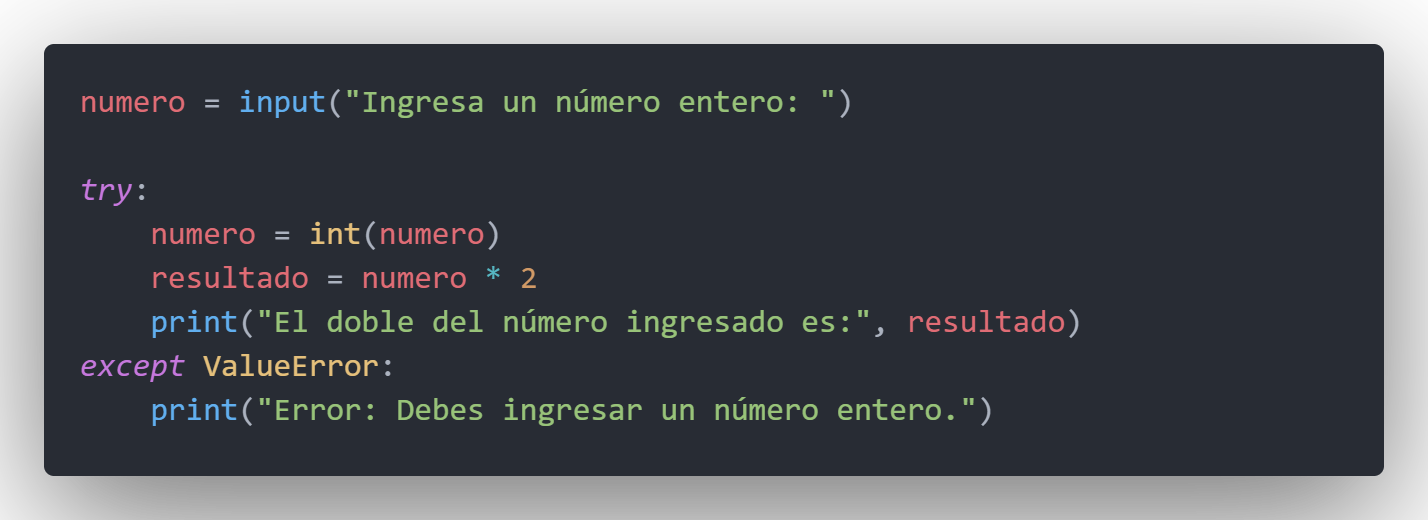 numero = input("Ingresa un número entero: ")
try:
    numero = int(numero)
    resultado = numero * 2
    print("El doble del número ingresado es:", resultado)
except ValueError:
    print("Error: Debes ingresar un número entero.")